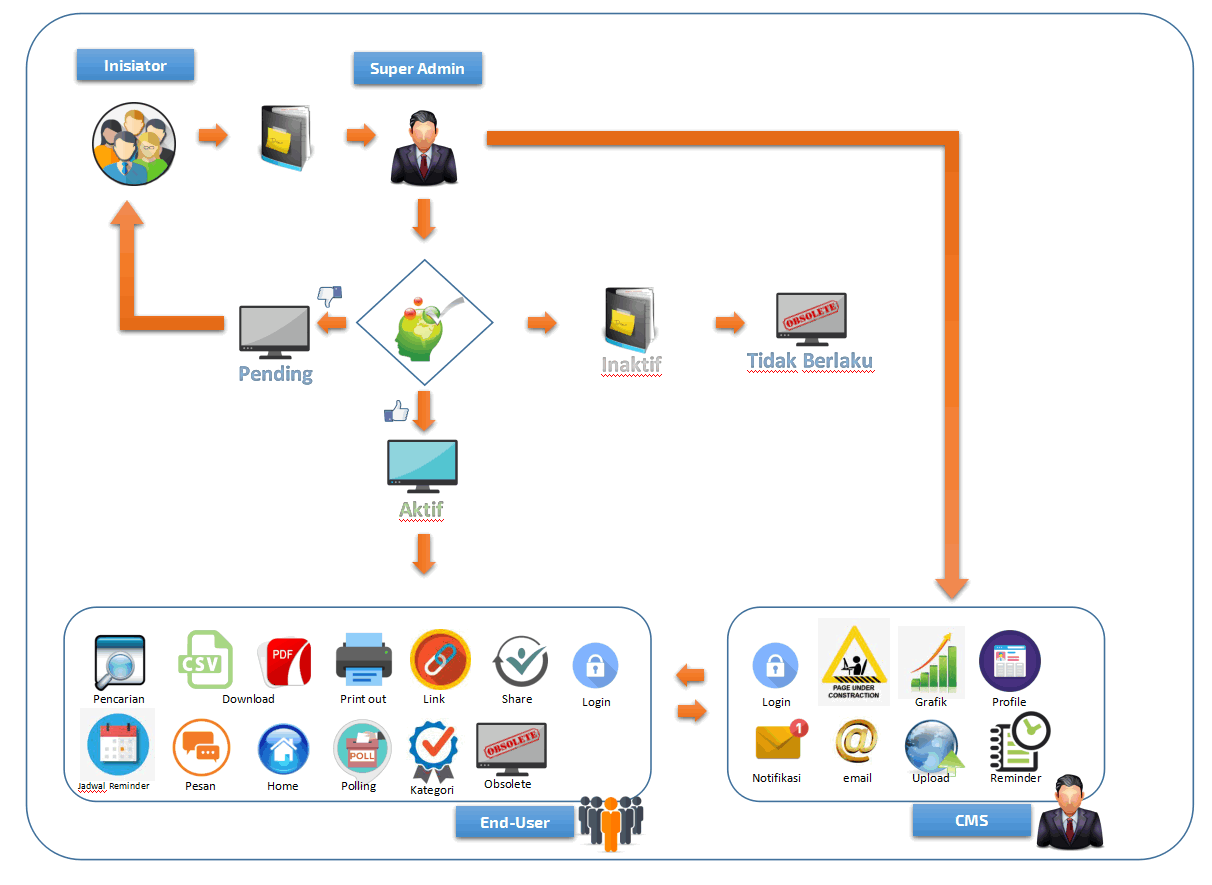 Inisiator
Super Admin
Pending
Inaktif
OBSOLETE
Tidak Berlaku
Aktif
CSV
PDF
Pencarian
Download
Print out
Link
Share
Login
POLL
OBSOLETE
Jadwal Reminder
Pesan
Home
Polling
Kategori
Obsolete
End-User
PAGE UNDER
CONSTRACTION
Login
Grafik
Profile
1
@
Notifikasi
email
Upload
Reminder
CMS